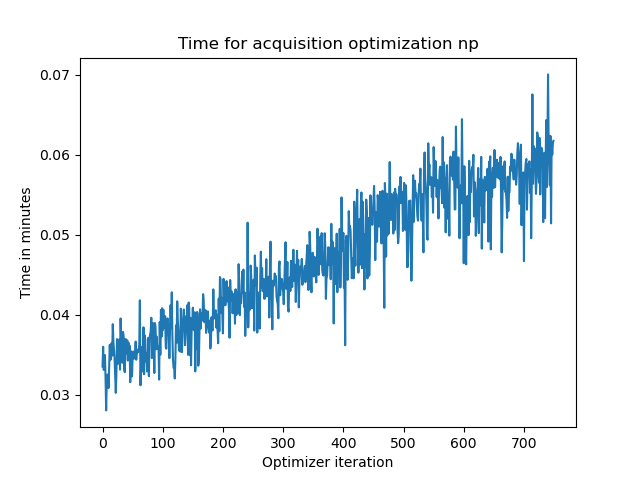 Time for acquisition optimization np
Time in minutes
0.07
0.06
0.05
0.04
0.03
0 100 200 300 400 500 600 700
Optimizer iteration